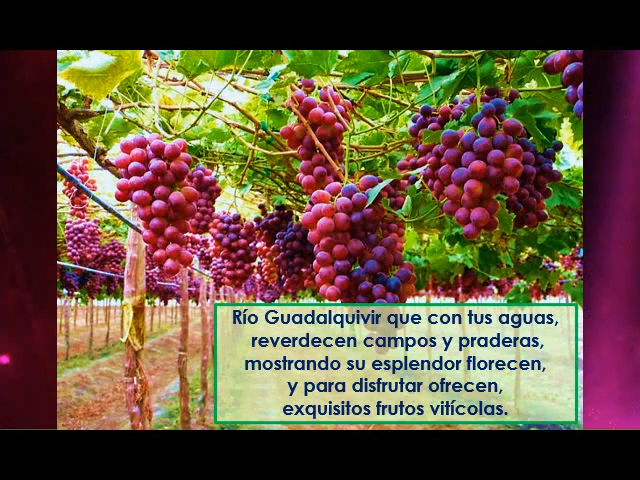 Río Guadalquivir que con tus aguas,
reverdecen campos y praderas,
mostrando su esplendor florecen,
y para disfrutar ofrecen,
exquisitos frutos vitícolas.